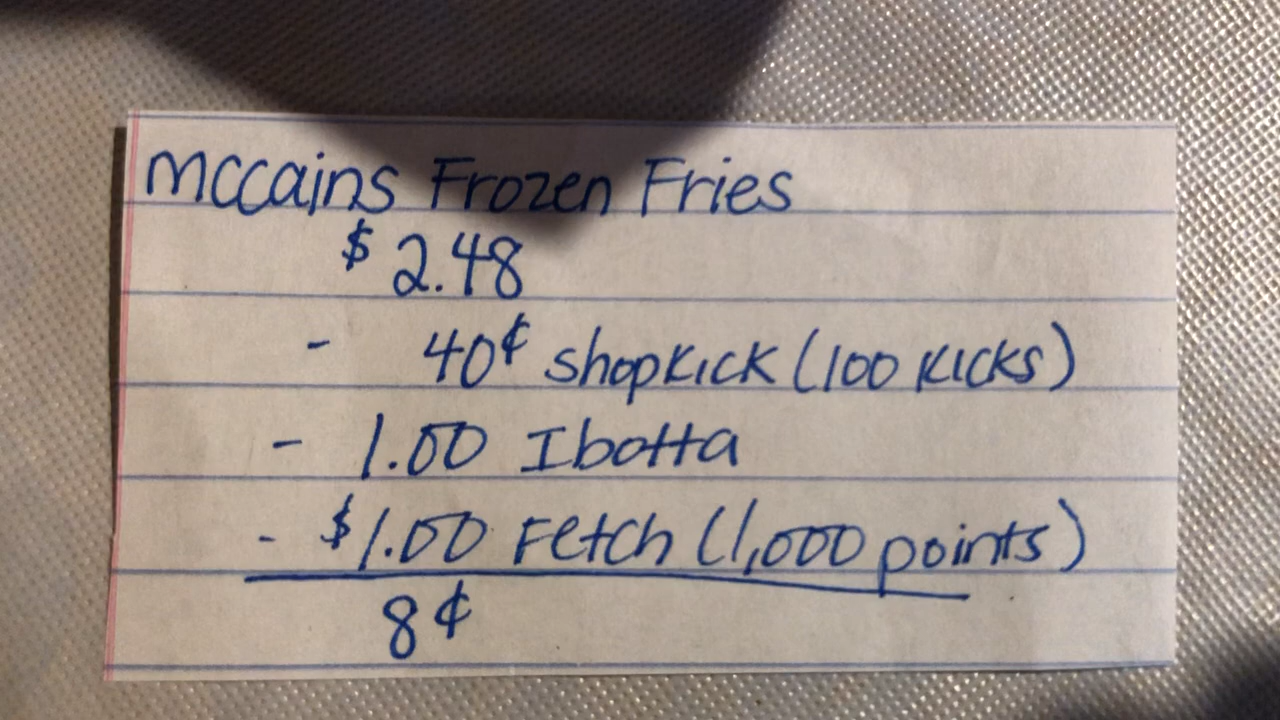 mccains Frozen Fries
$2.48
- 40¢ shopkick (100 kicks)
- 1.00 Ibotta
- $1.00 Fetch (1,000 points)
8¢